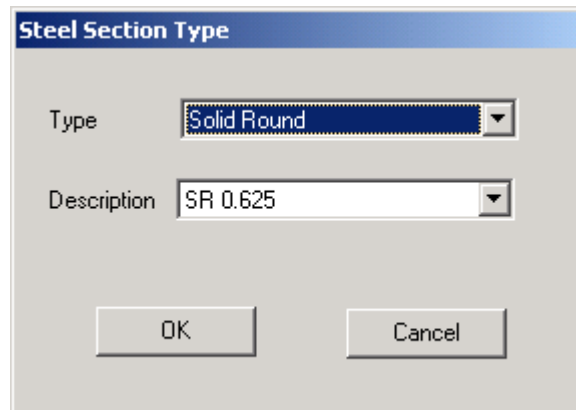 Steel Section Type
Type Solid Round
Description SR 0.625
OK Cancel